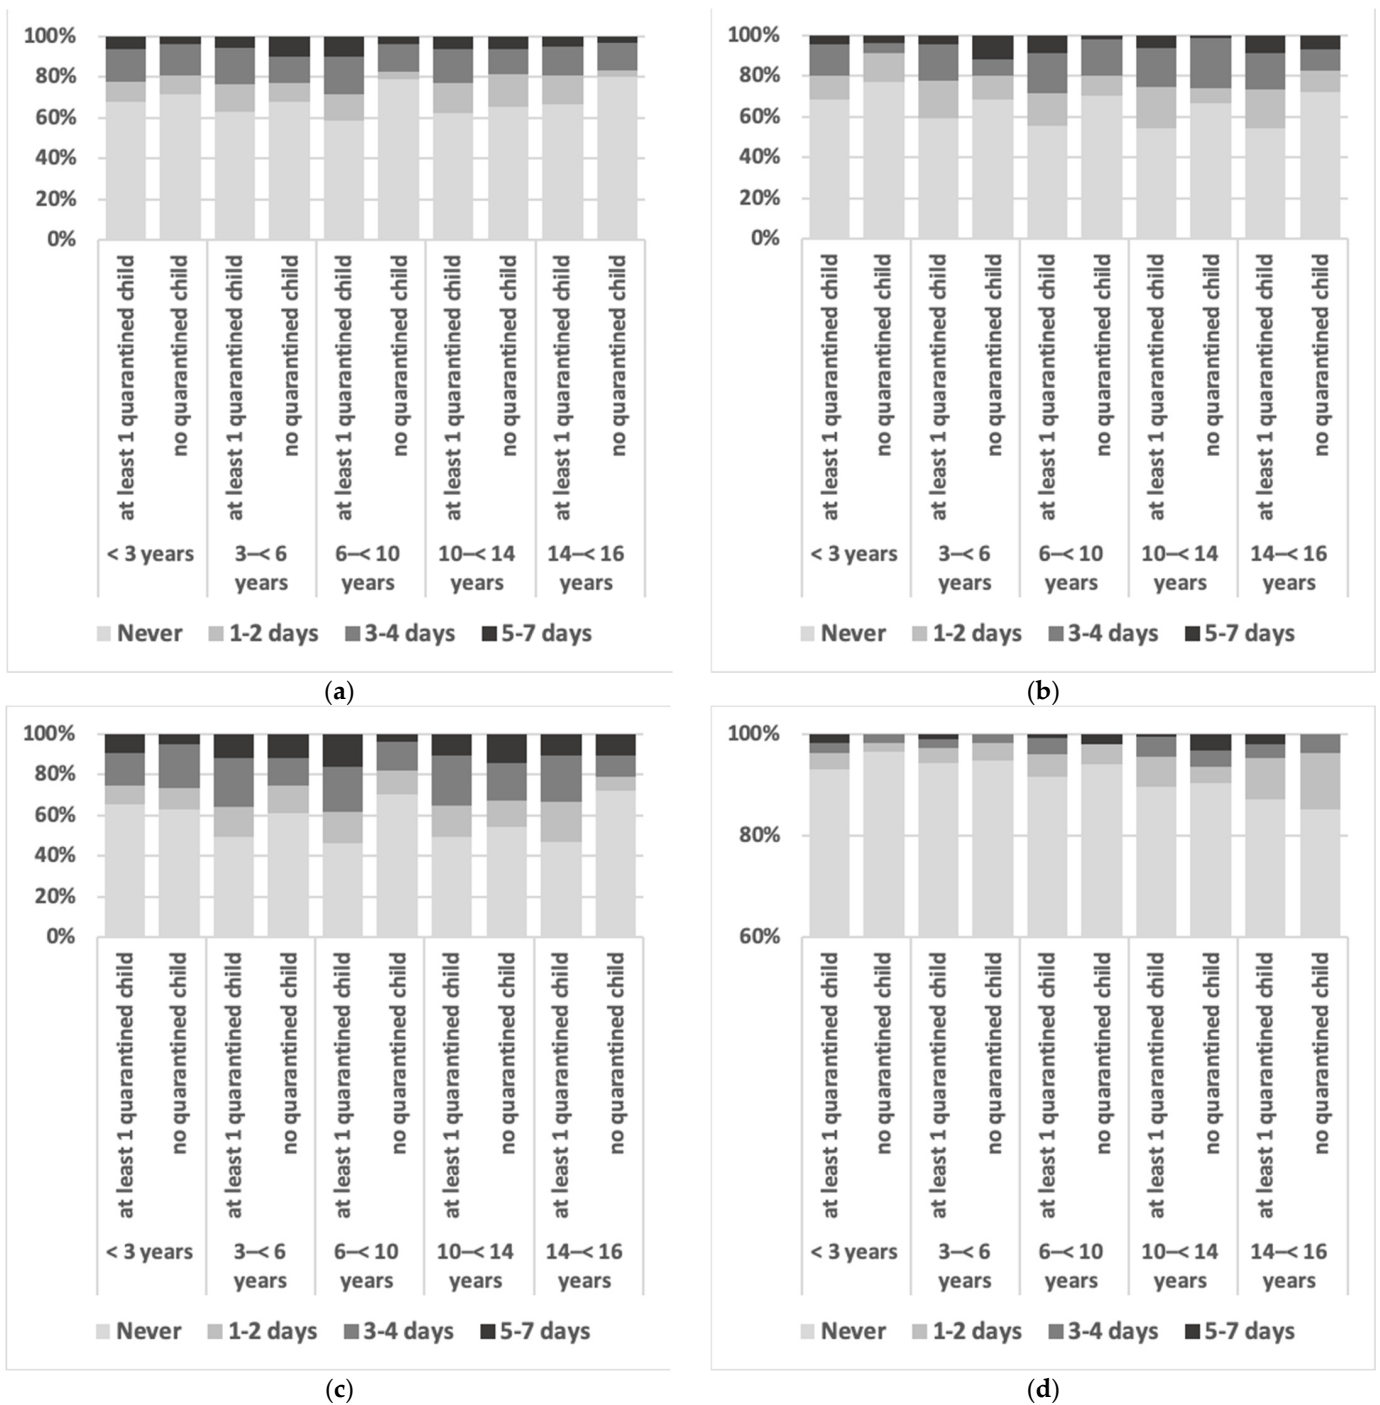 100%
80%
60%
40%
20%
0%
at least 1 quarantined child
no quarantined child
at least 1 quarantined child
no quarantined child
at least 1 quarantined child
no quarantined child
at least 1 quarantined child
no quarantined child
at least 1 quarantined child
no quarantined child
< 3 years
3–< 6
years
6–< 10
years
10–< 14
years
14–< 16
years
Never 1-2 days 3-4 days 5-7 days
(a)
100%
80%
60%
40%
20%
0%
at least 1 quarantined child
no quarantined child
at least 1 quarantined child
no quarantined child
at least 1 quarantined child
no quarantined child
at least 1 quarantined child
no quarantined child
at least 1 quarantined child
no quarantined child
< 3 years
3–< 6
years
6–< 10
years
10–< 14
years
14–< 16
years
Never 1-2 days 3-4 days 5-7 days
(b)
100%
80%
60%
40%
20%
0%
at least 1 quarantined child
no quarantined child
at least 1 quarantined child
no quarantined child
at least 1 quarantined child
no quarantined child
at least 1 quarantined child
no quarantined child
at least 1 quarantined child
no quarantined child
< 3 years
3–< 6
years
6–< 10
years
10–< 14
years
14–< 16
years
Never 1-2 days 3-4 days 5-7 days
(c)
100%
80%
60%
at least 1 quarantined child
no quarantined child
at least 1 quarantined child
no quarantined child
at least 1 quarantined child
no quarantined child
at least 1 quarantined child
no quarantined child
at least 1 quarantined child
no quarantined child
< 3 years
3–< 6
years
6–< 10
years
10–< 14
years
14–< 16
years
Never 1-2 days 3-4 days 5-7 days
(d)